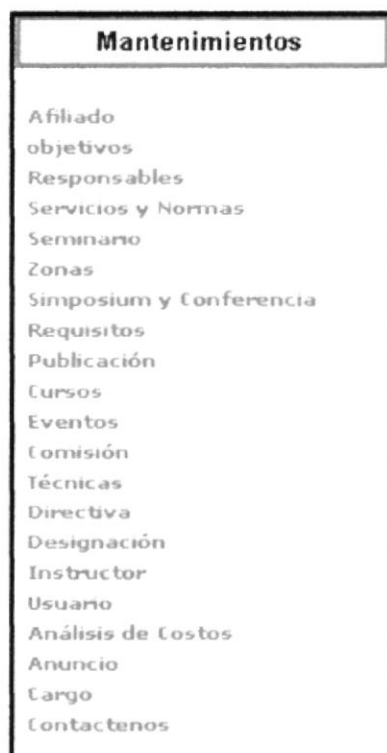 Mantenimientos
Afiliado
objetivos
Responsables
Servicios y Normas
Seminario
Zonas
Simposium y Conferencia
Requisitos
Publicación
Cursos
Eventos
Comisión
Técnicas
Directiva
Designación
Instructor
Usuario
Análisis de Costos
Anuncio
Cargo
Contactenos